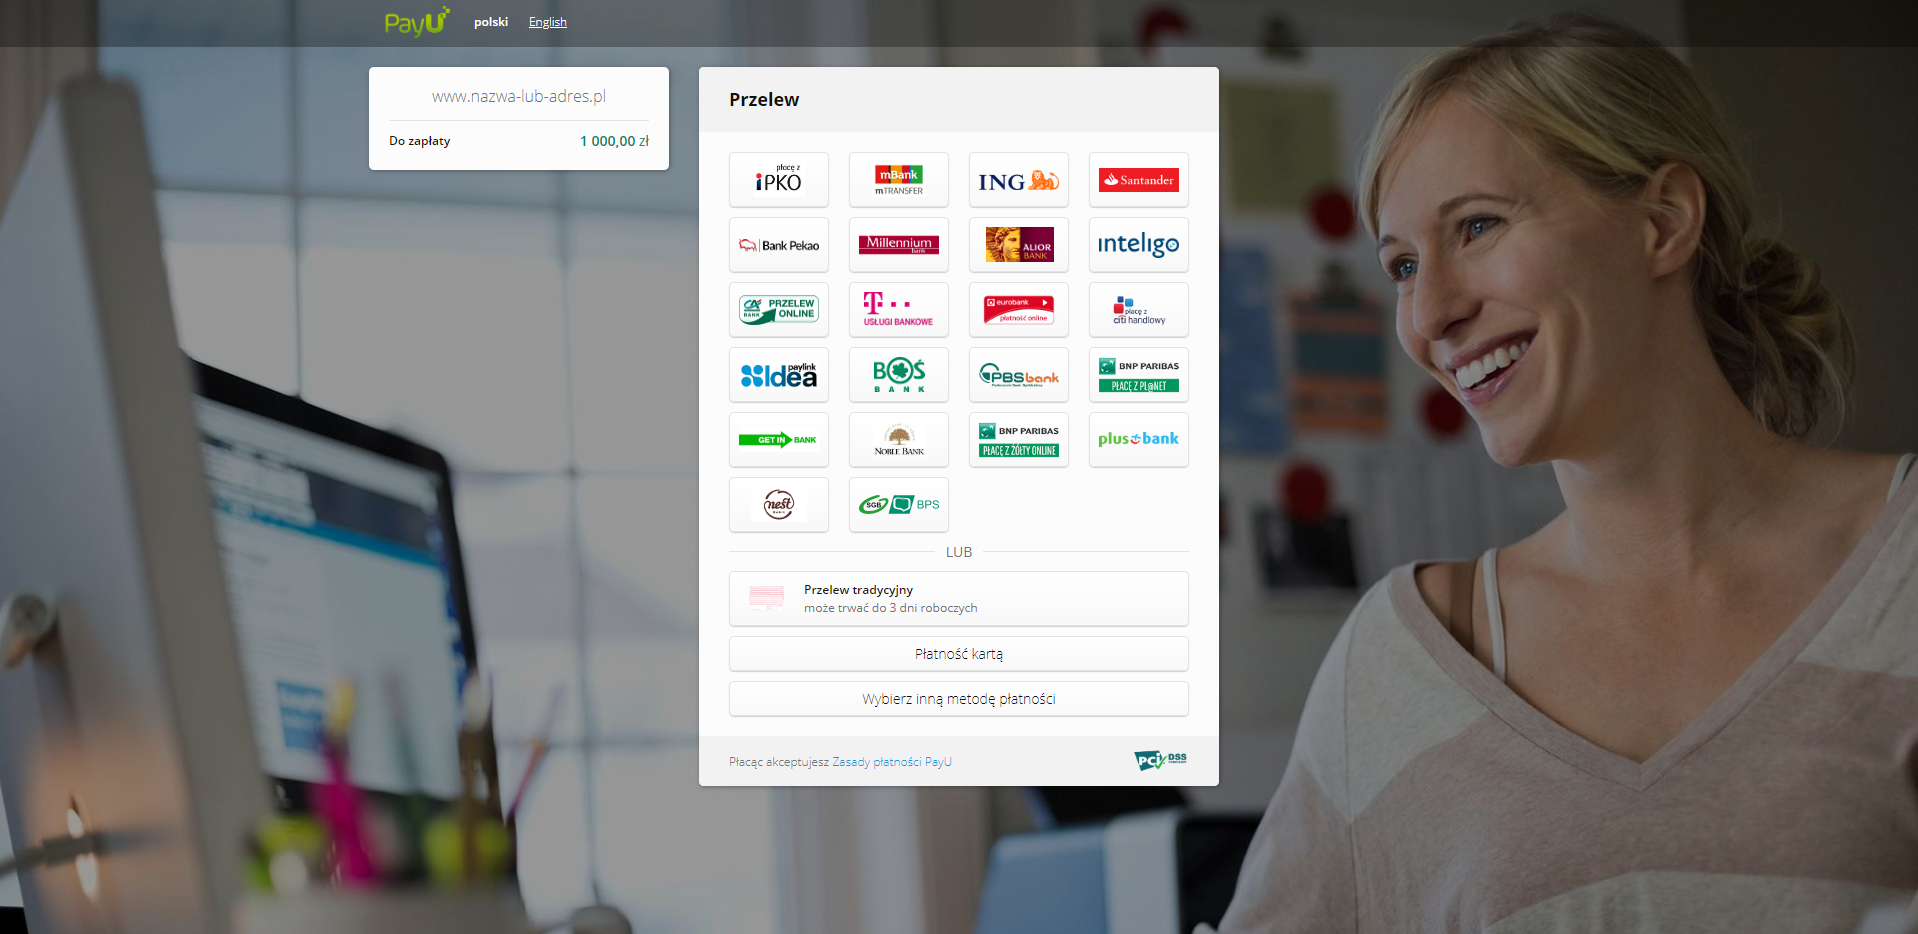 PayU
polski
English
www.nazwa-lub-adres.pl
Do zapłaty
1 000,00 zł
Przelew
płacę z
iPKO
mBank
mTRANSFER
ING
Santander
Bank Pekao
Millennium
bank
ALIOR
BANK
inteligo
CA
BANK
PRZELEW
ONLINE
T
USŁUGI BANKOWE
eurobank
płatność online
płacę z
citi handlowy
paylink
Idea
BOŚ
BANK
PBSbank
BNP PARIBAS
PŁACĘ Z PL@NET
GET IN BANK
NOBLE BANK
BNP PARIBAS
PŁACĘ Z ŻÓŁTY ONLINE
plus bank
nest
BANK
SGB
BPS
LUB
Przelew tradycyjny
może trwać do 3 dni roboczych
Płatność kartą
Wybierz inną metodę płatności
Płacąc akceptujesz Zasady płatności PayU
PCI DSS